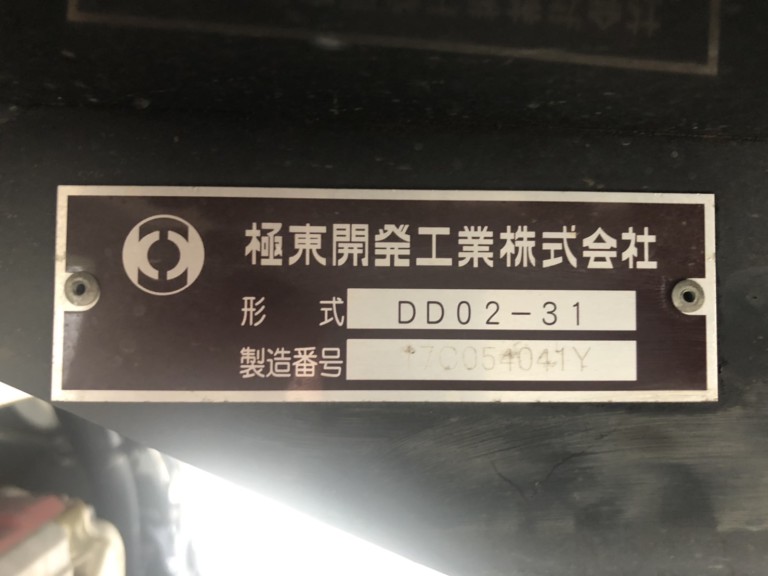 極東開発工業株式会社
形 式 DD02-31
製造番号 17C054041Y